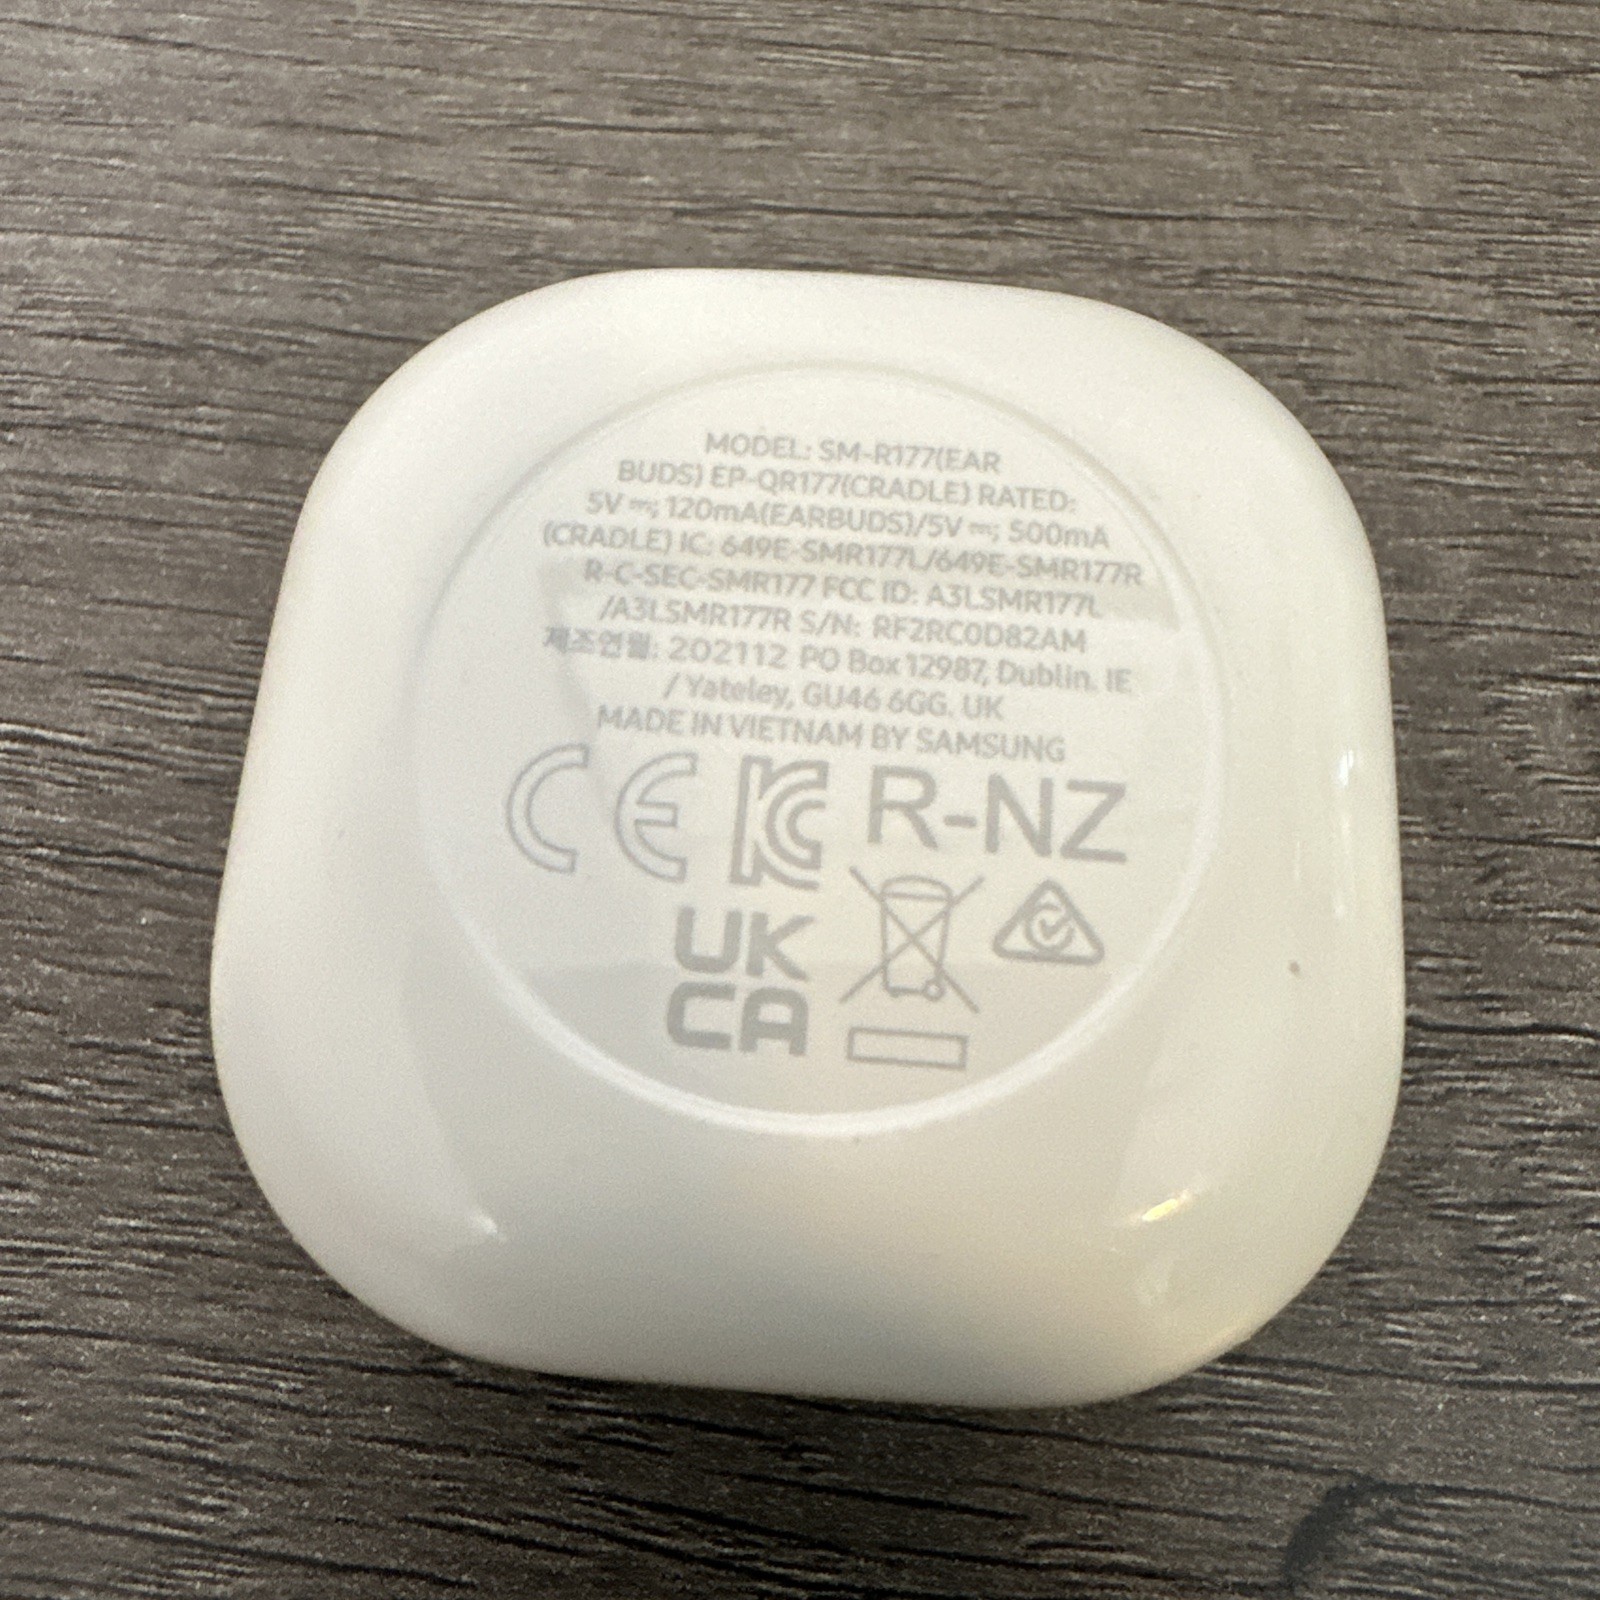 MODEL: SM-R177(EAR
BUDS) EP-QR177(CRADLE) RATED:
5V ⎓; 120mA(EARBUDS)/5V ⎓; 500mA
(CRADLE) IC: 649E-SMR177L/649E-SMR177R
R-C-SEC-SMR177 FCC ID: A3LSMR177L
/A3LSMR177R S/N: RF2RC0D82AM
제조연월: 202112 PO Box 12987, Dublin. IE
/ Yateley, GU46 6GG. UK
MADE IN VIETNAM BY SAMSUNG
CE KC R-NZ
UK
CA